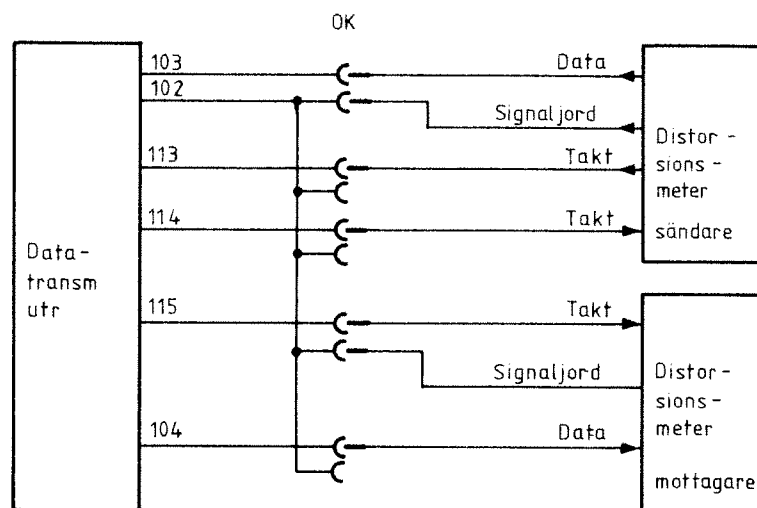 OK
103
Data
102
Signaljord
113
Takt
114
Takt
Distor-
sions-
meter
sändare
Data-
transm
utr
115
Takt
Signaljord
104
Data
Distor-
sions-
meter
mottagare